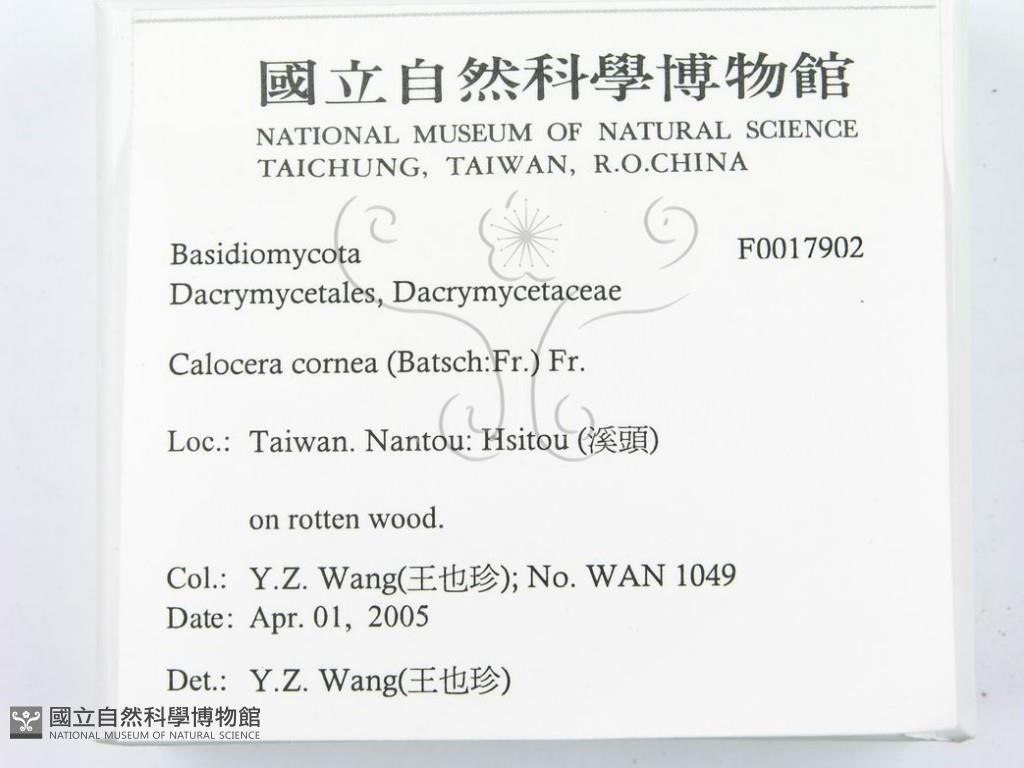 國立自然科學博物館
NATIONAL MUSEUM OF NATURAL SCIENCE
TAICHUNG, TAIWAN, R.O.CHINA
Basidiomycota F0017902
Dacrymycetales, Dacrymycetaceae
Calocera cornea (Batsch:Fr.) Fr.
Loc.: Taiwan. Nantou: Hsitou (溪頭)
on rotten wood.
Col.: Y.Z. Wang(王也珍); No. WAN 1049
Date: Apr. 01, 2005
Det.: Y.Z. Wang(王也珍)
國立自然科學博物館
NATIONAL MUSEUM OF NATURAL SCIENCE